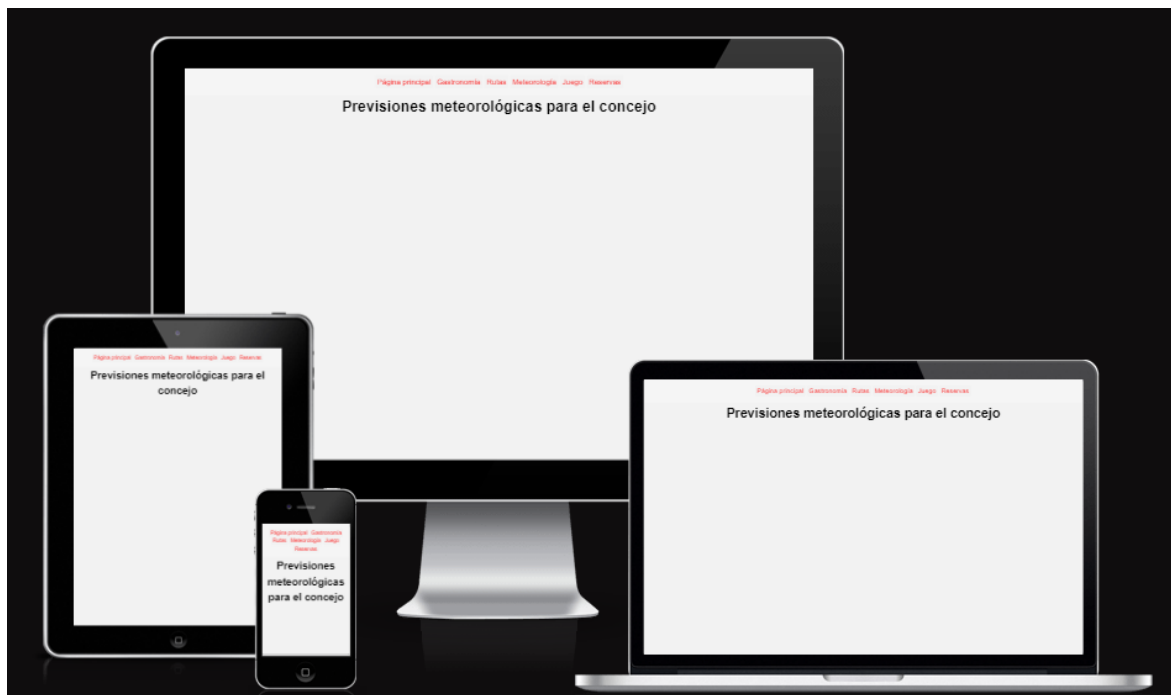 Página principal Gastronomía Rutas Meteorología Juego Reservas
Previsiones meteorológicas para el concejo
Página principal Gastronomía Rutas Meteorología Juego Reservas
Previsiones meteorológicas para el
concejo
Página principal Gastronomía
Rutas Meteorología Juego
Reservas
Previsiones
meteorológicas
para el concejo
Página principal Gastronomía Rutas Meteorología Juego Reservas
Previsiones meteorológicas para el concejo